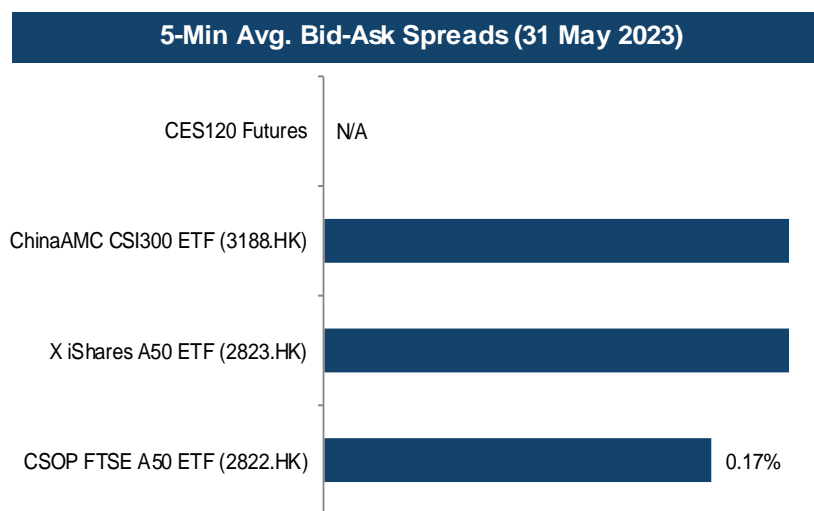 5-Min Avg. Bid-Ask Spreads (31 May 2023)
CES120 Futures
N/A
ChinaAMC CSI300 ETF (3188.HK)
X iShares A50 ETF (2823.HK)
CSOP FTSE A50 ETF (2822.HK)
0.17%